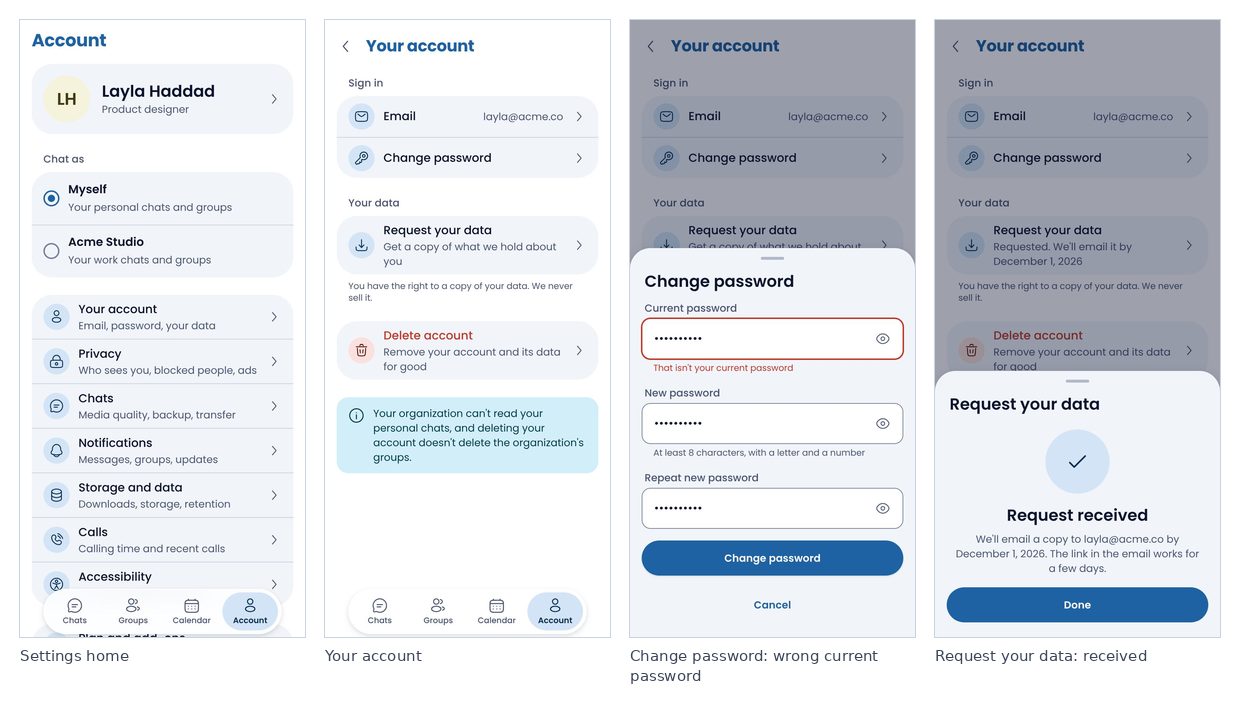 Account
LH
Layla Haddad
Product designer
Chat as
Myself
Your personal chats and groups
Acme Studio
Your work chats and groups
Your account
Email, password, your data
Privacy
Who sees you, blocked people, ads
Chats
Media quality, backup, transfer
Notifications
Messages, groups, updates
Storage and data
Downloads, storage, retention
Calls
Calling time and recent calls
Accessibility
Plan and add-ons
Chats
Groups
Calendar
Account
Settings home
Your account
Sign in
Email
layla@acme.co
Change password
Your data
Request your data
Get a copy of what we hold about
you
You have the right to a copy of your data. We never
sell it.
Delete account
Remove your account and its data
for good
Your organization can't read your
personal chats, and deleting your
account doesn't delete the organization's
groups.
Chats
Groups
Calendar
Account
Your account
Your account
Sign in
Email
layla@acme.co
Change password
Your data
Request your data
Get a copy of what we hold about
Change password
Current password
••••••••••
That isn't your current password
New password
••••••••••
At least 8 characters, with a letter and a number
Repeat new password
••••••••••
Change password
Cancel
Change password: wrong current
password
Your account
Sign in
Email
layla@acme.co
Change password
Your data
Request your data
Requested. We'll email it by
December 1, 2026
You have the right to a copy of your data. We never
sell it.
Delete account
Remove your account and its data
for good
Request your data
Request received
We'll email a copy to layla@acme.co by
December 1, 2026. The link in the email works for
a few days.
Done
Request your data: received